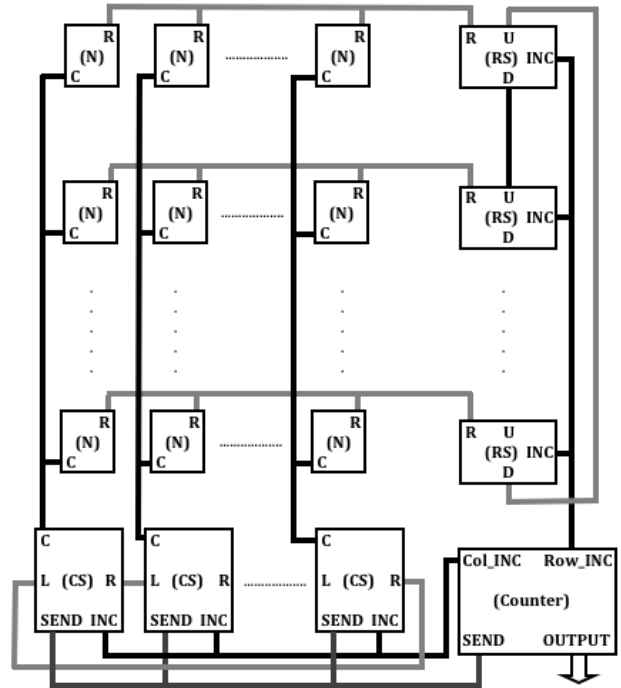 R R R R U
(N) (N) (N) (RS) INC
C C C D
R R R R U
(N) (N) (N) (RS) INC
C C C D
R R R R U
(N) (N) (N) (RS) INC
C C C D
C C C Col_INC Row_INC
L (CS) R L (CS) R L (CS) R (Counter)
SEND INC SEND INC SEND INC SEND OUTPUT